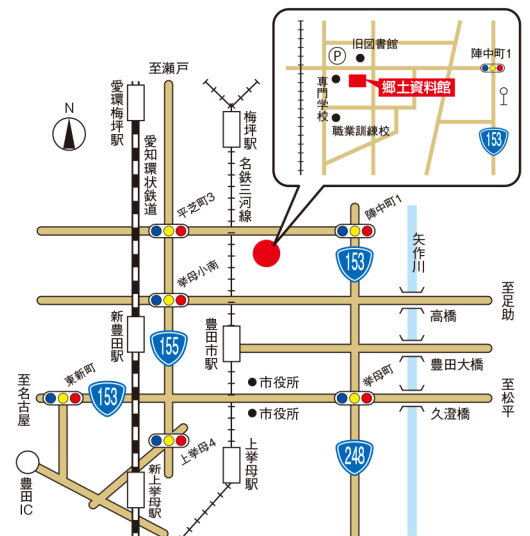 旧図書館
P
陣中町1
専門学校
郷土資料館
職業訓練校
153
至瀬戸
愛環梅坪駅
N
梅坪駅
愛知環状鉄道
名鉄三河線
平芝町3
陣中町1
153
矢作川
挙母小南
至足助
高橋
新豊田駅
豊田市駅
155
豊田大橋
東新町
至名古屋
153
市役所
挙母町
至松平
市役所
久澄橋
上挙母4
248
上挙母駅
豊田IC
新上挙母駅